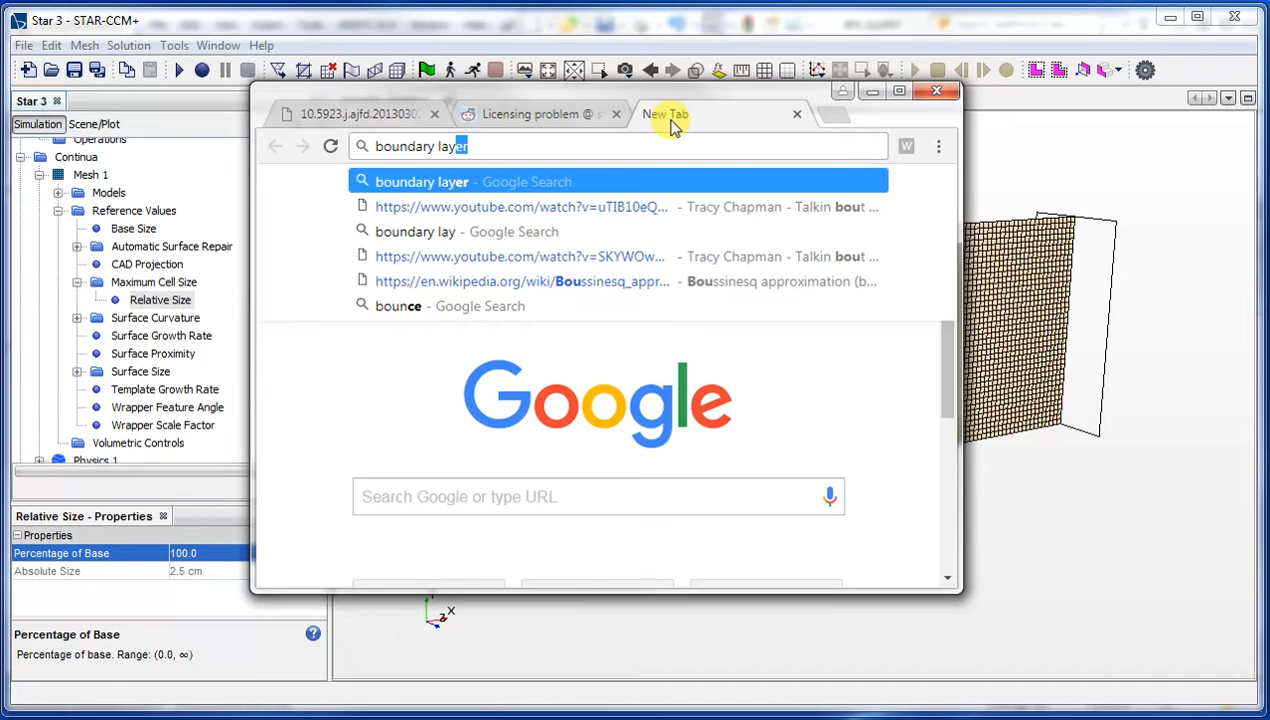 Star 3 - STAR-CCM+
File Edit Mesh Solution Tools Window Help
Star 3
Simulation Scene/Plot
Operations
Continua
Mesh 1
Models
Reference Values
Base Size
Automatic Surface Repair
CAD Projection
Maximum Cell Size
Relative Size
Surface Curvature
Surface Growth Rate
Surface Proximity
Surface Size
Template Growth Rate
Wrapper Feature Angle
Wrapper Scale Factor
Volumetric Controls
Physics 1
Relative Size - Properties
Properties
Percentage of Base 100.0
Absolute Size 2.5 cm
Percentage of Base
Percentage of base. Range: (0.0, ∞)
10.5923.j.ajfd.2013030. Licensing problem @ New Tab
boundary layer
W
boundary layer - Google Search
https://www.youtube.com/watch?v=uTIB10eQ... - Tracy Chapman - Talkin bout ...
boundary lay - Google Search
https://www.youtube.com/watch?v=SKYWOw... - Tracy Chapman - Talkin bout ...
https://en.wikipedia.org/wiki/Boussinesq_appr... - Boussinesq approximation (b...
bounce - Google Search
Google
Search Google or type URL
X
Z